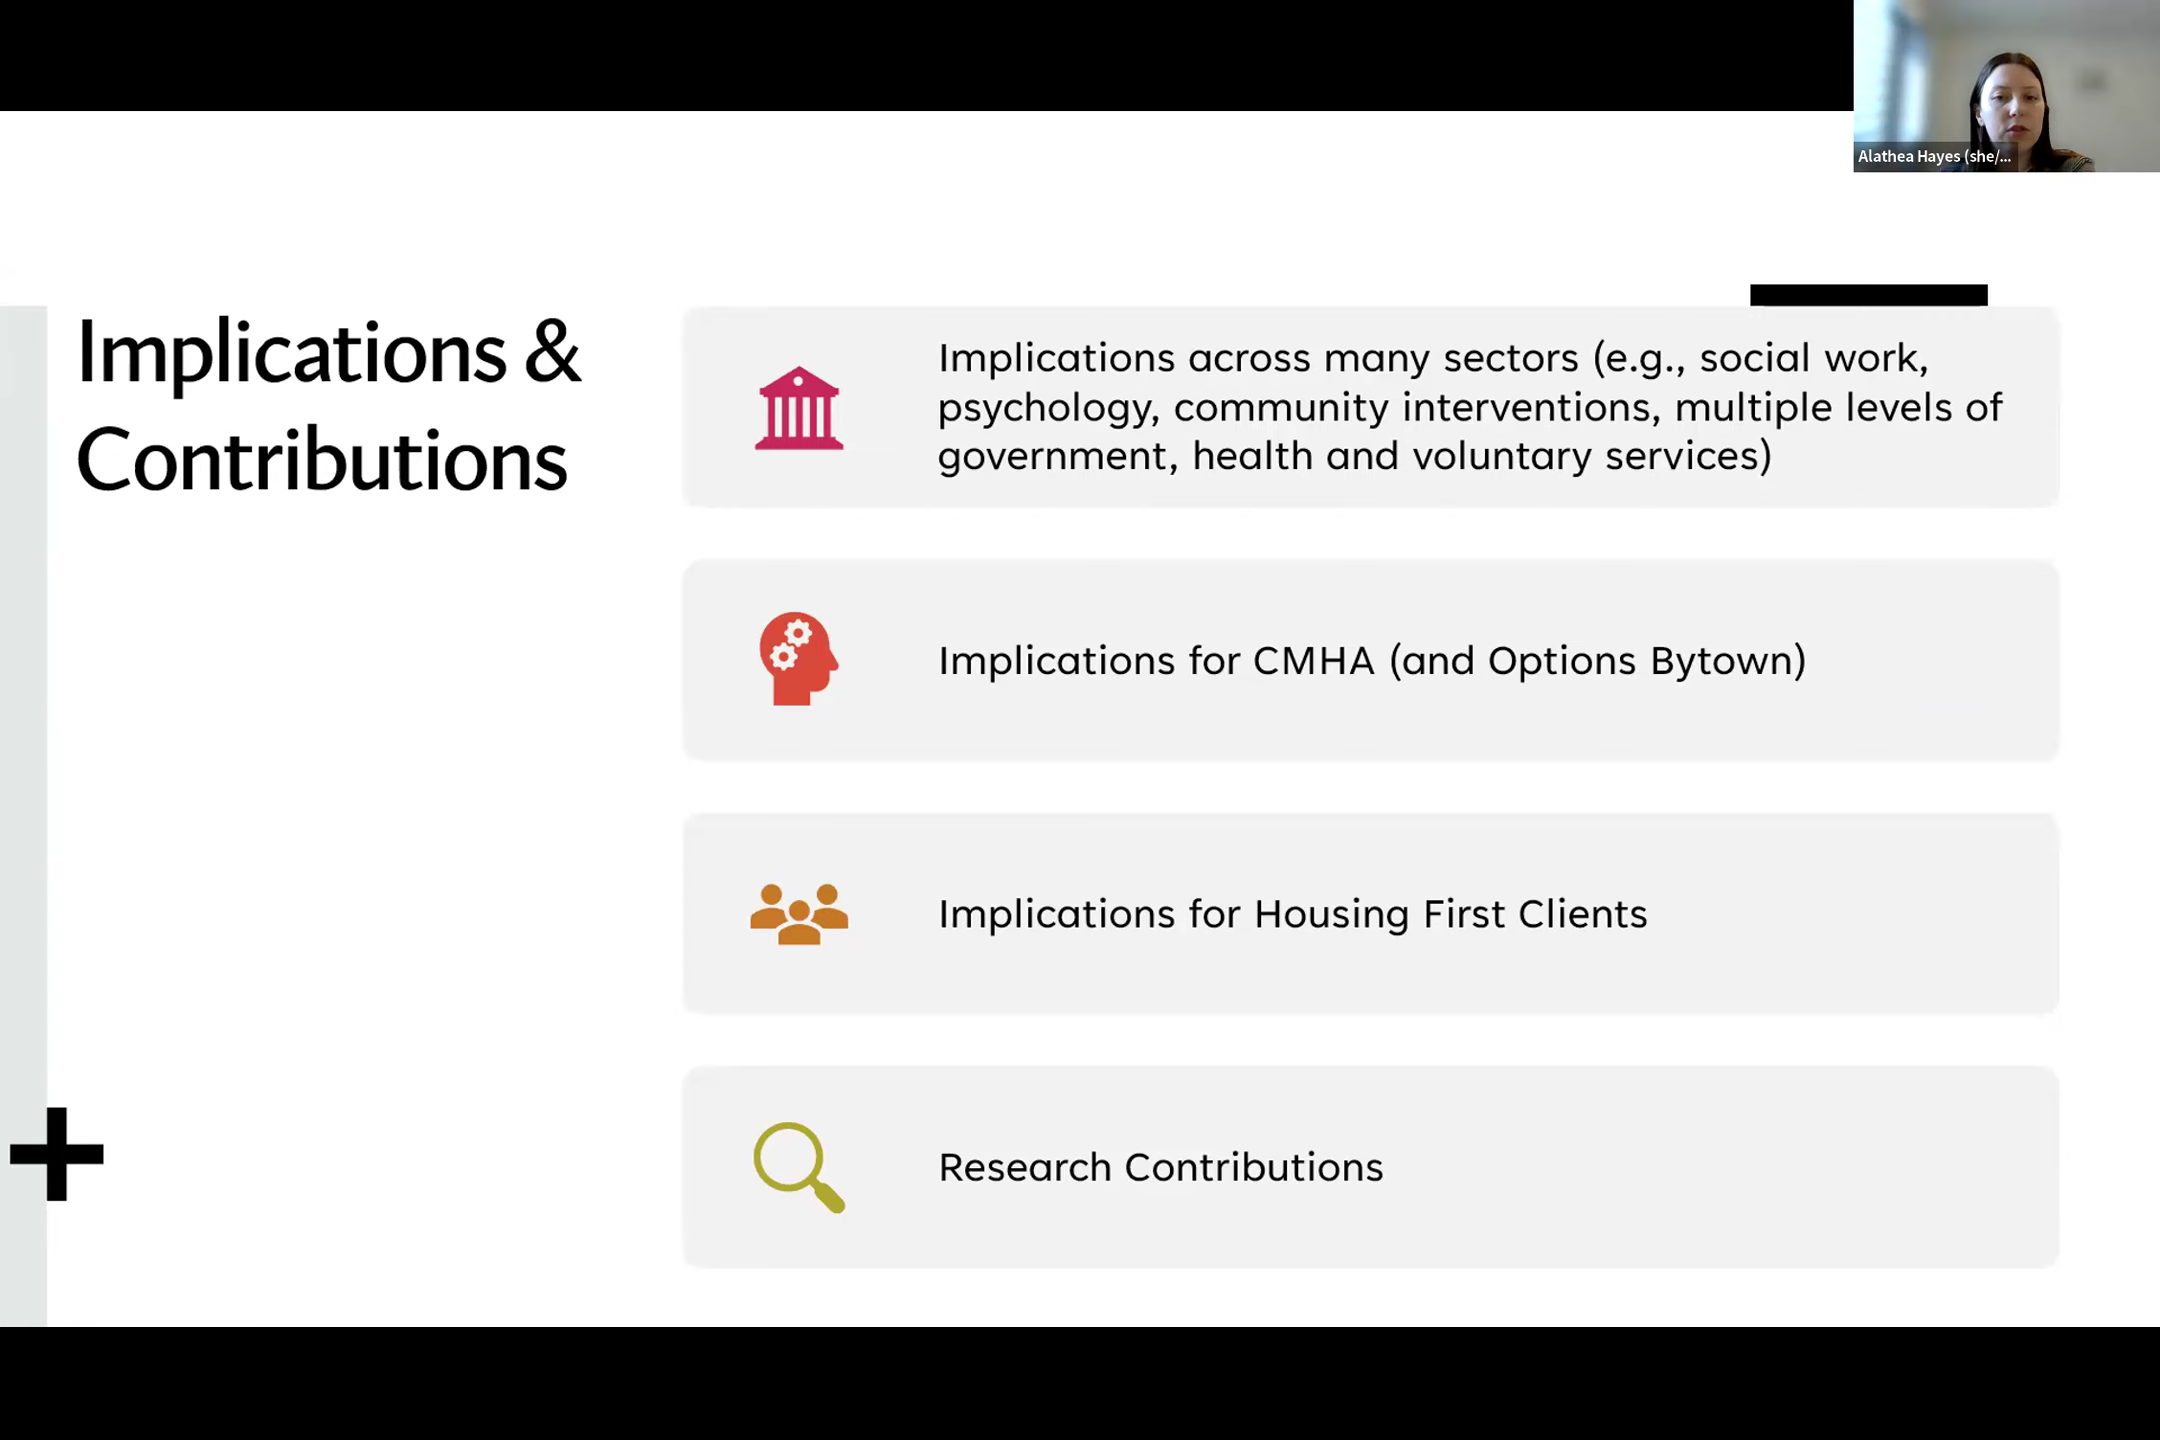 Alathea Hayes (she/...
Implications &
Contributions
Implications across many sectors (e.g., social work,
psychology, community interventions, multiple levels of
government, health and voluntary services)
Implications for CMHA (and Options Bytown)
Implications for Housing First Clients
Research Contributions